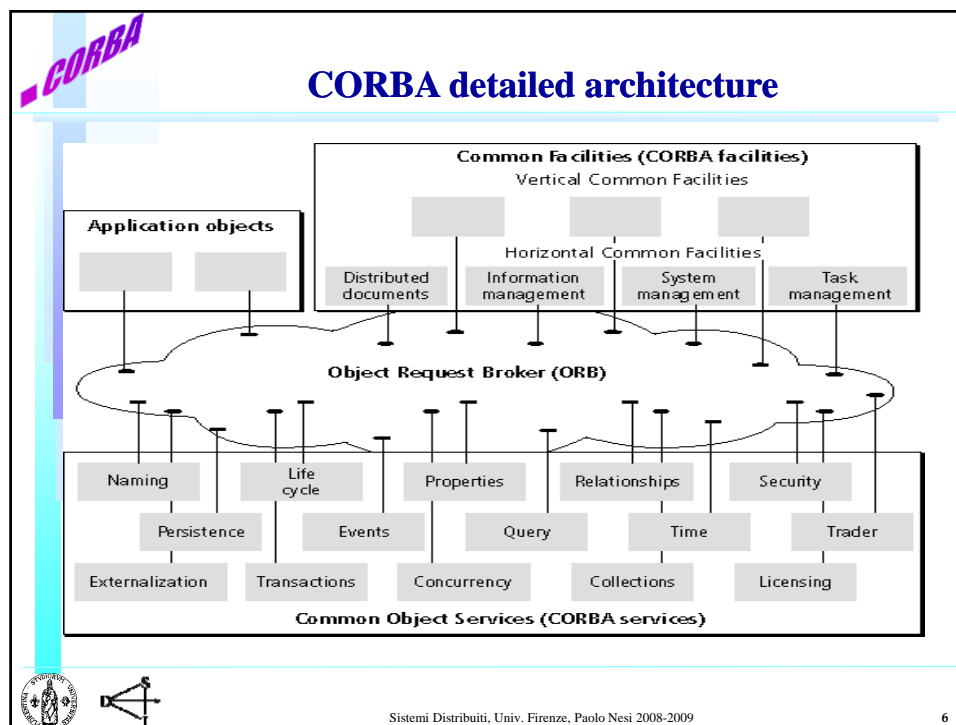 CORBA
CORBA detailed architecture
Common Facilities (CORBA facilities)
Vertical Common Facilities
Application objects
Horizontal Common Facilities
Distributed documents
Information management
System management
Task management
Object Request Broker (ORB)
Naming
Life cycle
Properties
Relationships
Security
Persistence
Events
Query
Time
Trader
Externalization
Transactions
Concurrency
Collections
Licensing
Common Object Services (CORBA services)
D S I
Sistemi Distribuiti, Univ. Firenze, Paolo Nesi 2008-2009
6